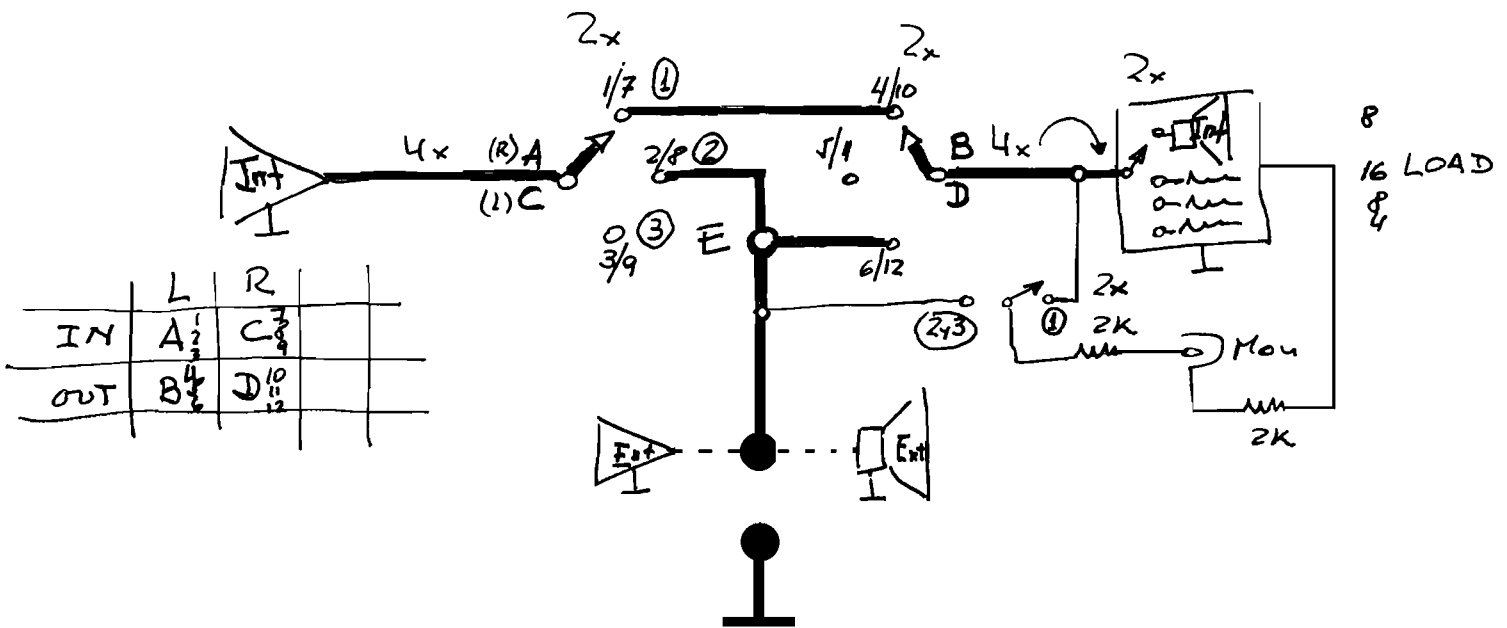 2x
2x
2x
1/7 ①
4/10
Int
4x
(R) A
(L) C
2/8 ②
5/11
B
D
4x
Int
8
16 LOAD
8
4
③
3/9
E
6/12
2y3
①
2x
2K
Mon
2K
L R
IN A 1 2 3 C 7 8 9
OUT B 4 5 6 D 10 11 12
Ext
Ext